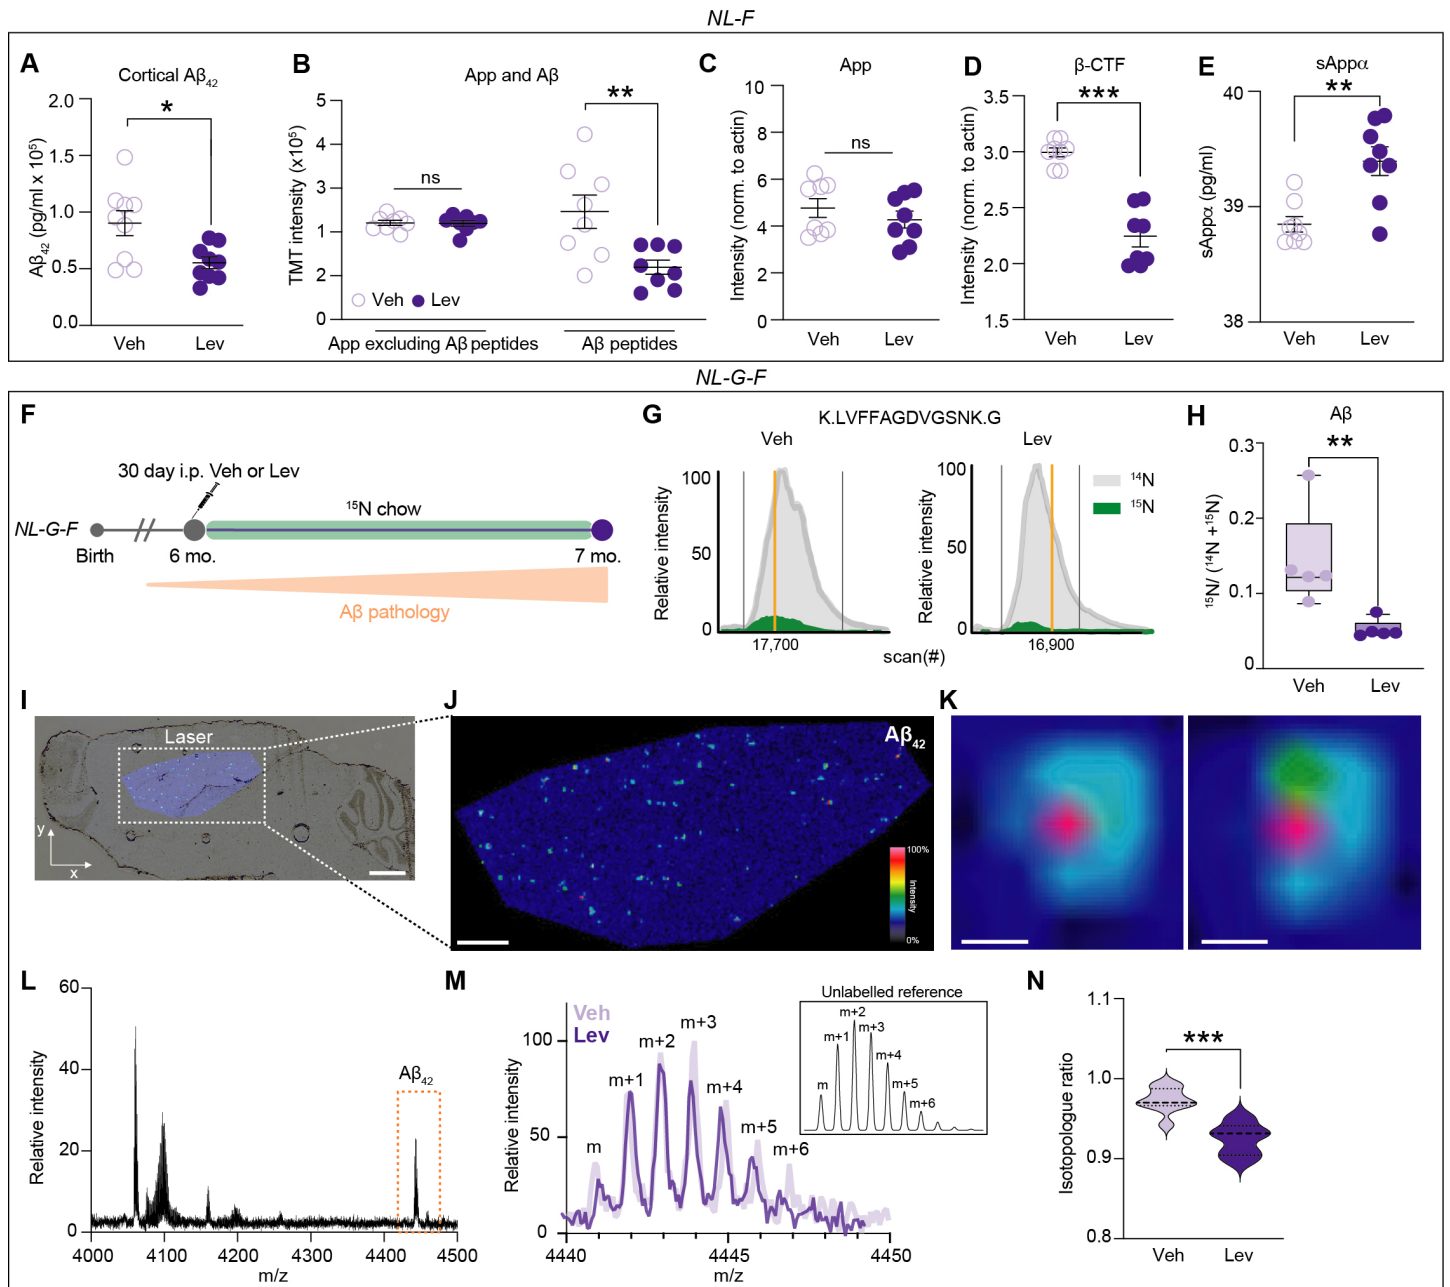 NL-F
A
Cortical Aβ42
*
2.0
1.5
1.0
0.5
0.0
Aβ42 (pg/ml x 10⁵)
Veh
Lev
B
App and Aβ
**
ns
5
4
3
1
2
0
TMT intensity (x10⁵)
Veh
Lev
App excluding Aβ peptides
Aβ peptides
C
App
ns
10
8
6
4
2
0
Intensity (norm. to actin)
Veh
Lev
D
β-CTF
***
3.5
3.0
2.5
2.0
1.5
Intensity (norm. to actin)
Veh
Lev
E
sAppα
**
40
39
38
sAppα (pg/ml)
Veh
Lev
NL-G-F
F
30 day i.p. Veh or Lev
¹⁵N chow
NL-G-F
Birth
6 mo.
7 mo.
Aβ pathology
G
K.LVFFAGDVGSNK.G
Veh
Lev
100
50
0
Relative intensity
17,700
100
50
0
Relative intensity
16,900
scan(#)
¹⁴N
¹⁵N
H
Aβ
**
0.3
0.2
0.1
0
¹⁵N/ (¹⁴N +¹⁵N)
Veh
Lev
I
Laser
y
x
J
Aβ42
100%
Intensity
0%
K
L
60
40
20
0
Relative intensity
Aβ42
4000
4100
4200
4300
4400
4500
m/z
M
Veh
Lev
100
50
0
Relative intensity
m
m+1
m+2
m+3
m+4
m+5
m+6
4440
4445
4450
m/z
Unlabelled reference
m
m+1
m+2
m+3
m+4
m+5
m+6
N
***
1.1
1.0
0.9
0.8
Isotopologue ratio
Veh
Lev